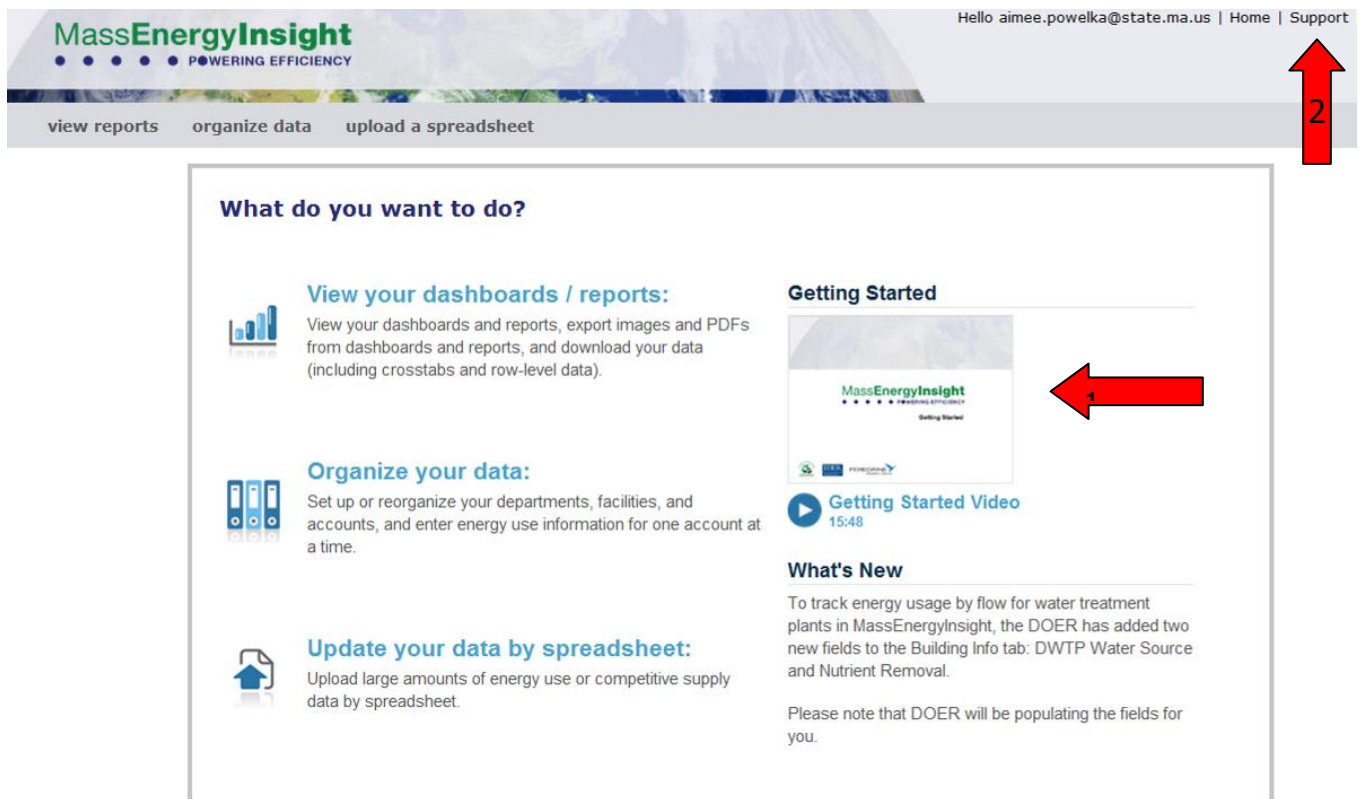 Hello aimee.powelka@state.ma.us | Home | Support
MassEnergyInsight
POWERING EFFICIENCY
2
view reports organize data upload a spreadsheet
What do you want to do?
View your dashboards / reports:
View your dashboards and reports, export images and PDFs
from dashboards and reports, and download your data
(including crosstabs and row-level data).
Organize your data:
Set up or reorganize your departments, facilities, and
accounts, and enter energy use information for one account at
a time.
Update your data by spreadsheet:
Upload large amounts of energy use or competitive supply
data by spreadsheet.
Getting Started
MassEnergyInsight
POWERING EFFICIENCY
Getting Started
PEREGRINE
1
Getting Started Video
15:48
What's New
To track energy usage by flow for water treatment
plants in MassEnergyInsight, the DOER has added two
new fields to the Building Info tab: DWTP Water Source
and Nutrient Removal.
Please note that DOER will be populating the fields for
you.